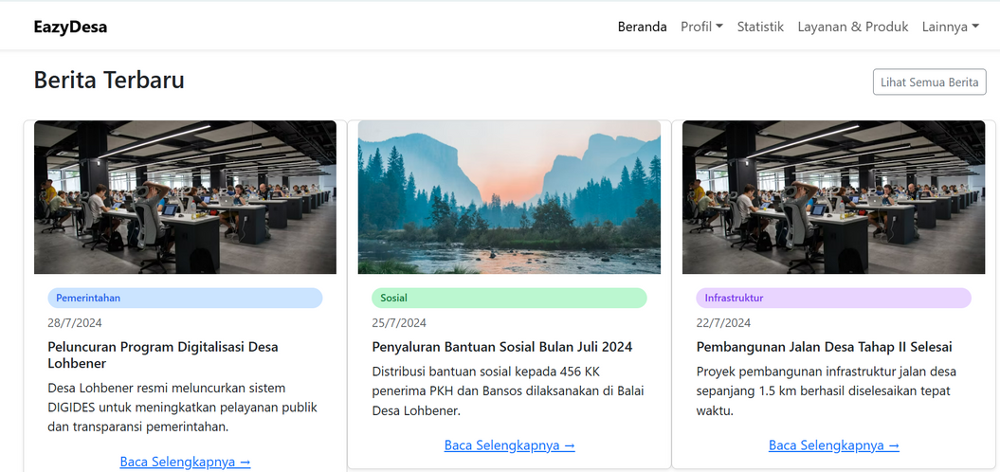 EazyDesa
Beranda Profil Statistik Layanan & Produk Lainnya
Berita Terbaru
Lihat Semua Berita
Pemerintahan
28/7/2024
Peluncuran Program Digitalisasi Desa
Lohbener
Desa Lohbener resmi meluncurkan sistem
DIGIDES untuk meningkatkan pelayanan publik
dan transparansi pemerintahan.
Baca Selengkapnya →
Sosial
25/7/2024
Penyaluran Bantuan Sosial Bulan Juli 2024
Distribusi bantuan sosial kepada 456 KK
penerima PKH dan Bansos dilaksanakan di Balai
Desa Lohbener.
Baca Selengkapnya →
Infrastruktur
22/7/2024
Pembangunan Jalan Desa Tahap II Selesai
Proyek pembangunan infrastruktur jalan desa
sepanjang 1.5 km berhasil diselesaikan tepat
waktu.
Baca Selengkapnya →